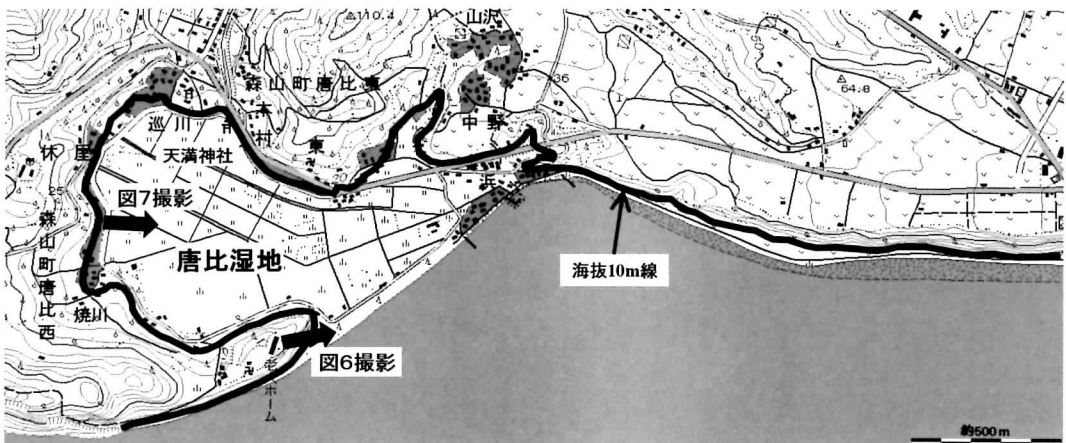 △110.4
山沢
森山町唐比東
木村
36
△
64.8
中野
東
巡川
天満神社
休屋
浜
25
図7撮影
森山町唐比西
唐比湿地
海抜10m線
焼川
図6撮影
老人ホーム
約500m